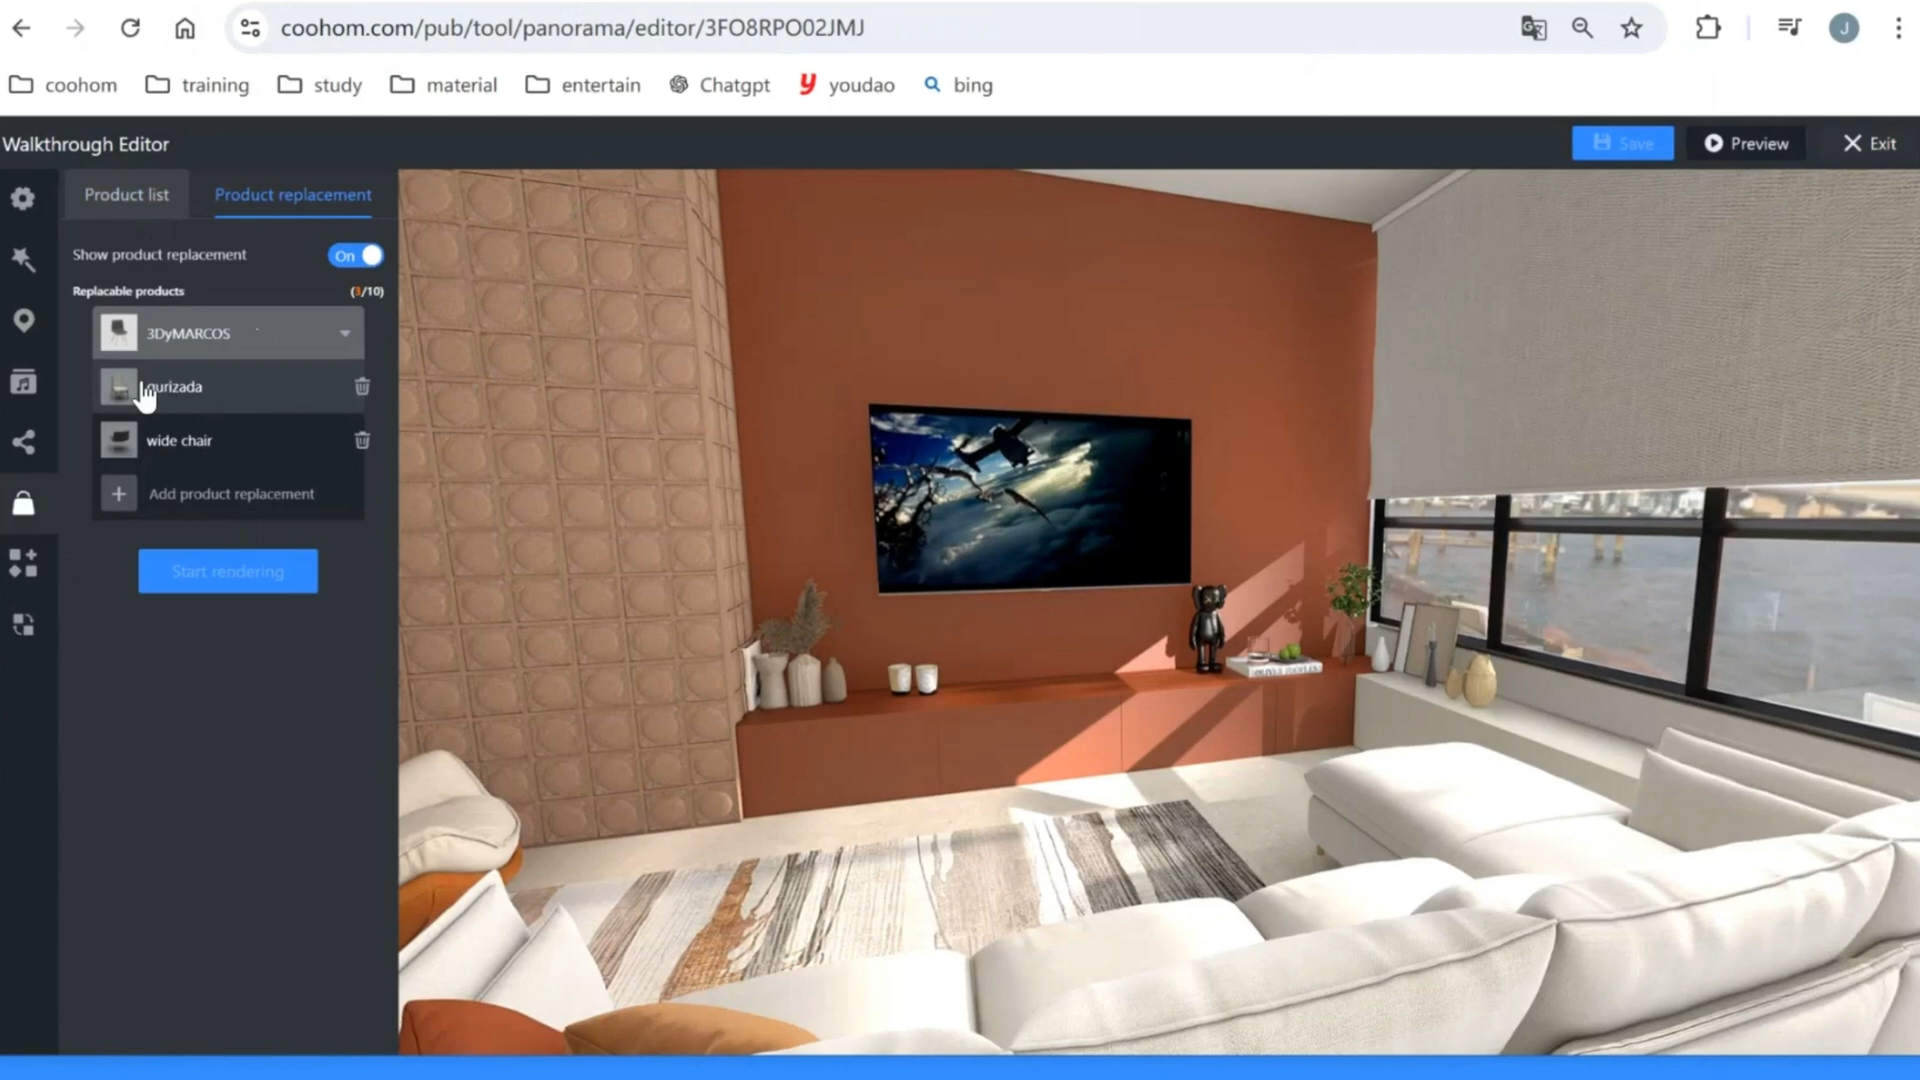 coohom.com/pub/tool/panorama/editor/3FO8RPO02JMJ
J
coohom training study material entertain Chatgpt youdao bing
Walkthrough Editor
Save Preview Exit
Product list Product replacement
Show product replacement On
Replacable products (3/10)
3DyMARCOS
wide chair
Add product replacement
Start rendering